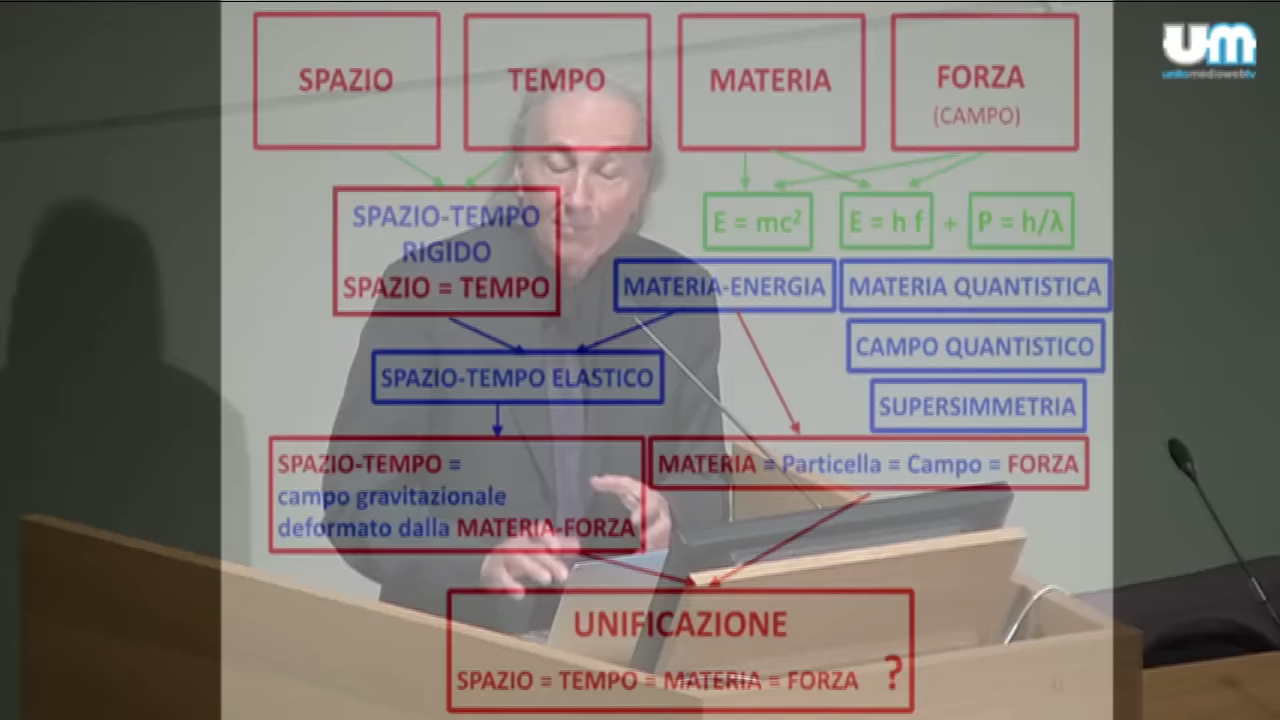 um
unitomediawebtv
SPAZIO
TEMPO
MATERIA
FORZA
(CAMPO)
SPAZIO-TEMPO
RIGIDO
SPAZIO ≡ TEMPO
E = mc²
E = h f
+
P = h/λ
MATERIA-ENERGIA
MATERIA QUANTISTICA
CAMPO QUANTISTICO
SPAZIO-TEMPO ELASTICO
SUPERSIMMETRIA
SPAZIO-TEMPO ≡
campo gravitazionale
deformato dalla MATERIA-FORZA
MATERIA ≡ Particella ≡ Campo ≡ FORZA
UNIFICAZIONE
SPAZIO ≡ TEMPO ≡ MATERIA ≡ FORZA ?